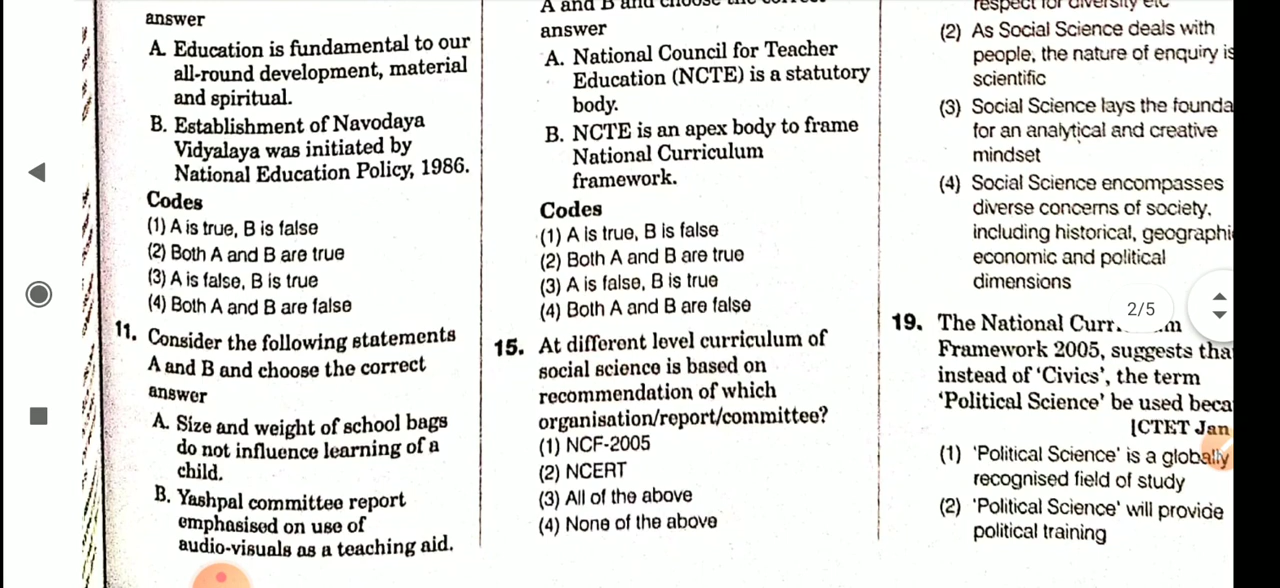 answer
A. Education is fundamental to our
all-round development, material
and spiritual.
B. Establishment of Navodaya
Vidyalaya was initiated by
National Education Policy, 1986.
Codes
(1) A is true, B is false
(2) Both A and B are true
(3) A is false, B is true
(4) Both A and B are false
11. Consider the following statements
A and B and choose the correct
answer
A. Size and weight of school bags
do not influence learning of a
child.
B. Yashpal committee report
emphasised on use of
audio-visuals as a teaching aid.
A and B and choose the correct
answer
A. National Council for Teacher
Education (NCTE) is a statutory
body.
B. NCTE is an apex body to frame
National Curriculum
framework.
Codes
(1) A is true, B is false
(2) Both A and B are true
(3) A is false, B is true
(4) Both A and B are false
15. At different level curriculum of
social science is based on
recommendation of which
organisation/report/committee?
(1) NCF-2005
(2) NCERT
(3) All of the above
(4) None of the above
respect for diversity etc
(2) As Social Science deals with
people, the nature of enquiry is
scientific
(3) Social Science lays the founda
for an analytical and creative
mindset
(4) Social Science encompasses
diverse concerns of society.
including historical, geographi
economic and political
dimensions
2/5
19. The National Curr
Framework 2005, suggests tha
instead of 'Civics', the term
'Political Science' be used beca
[CTET Jan
(1) 'Political Science' is a globally
recognised field of study
(2) 'Political Science' will provide
political training